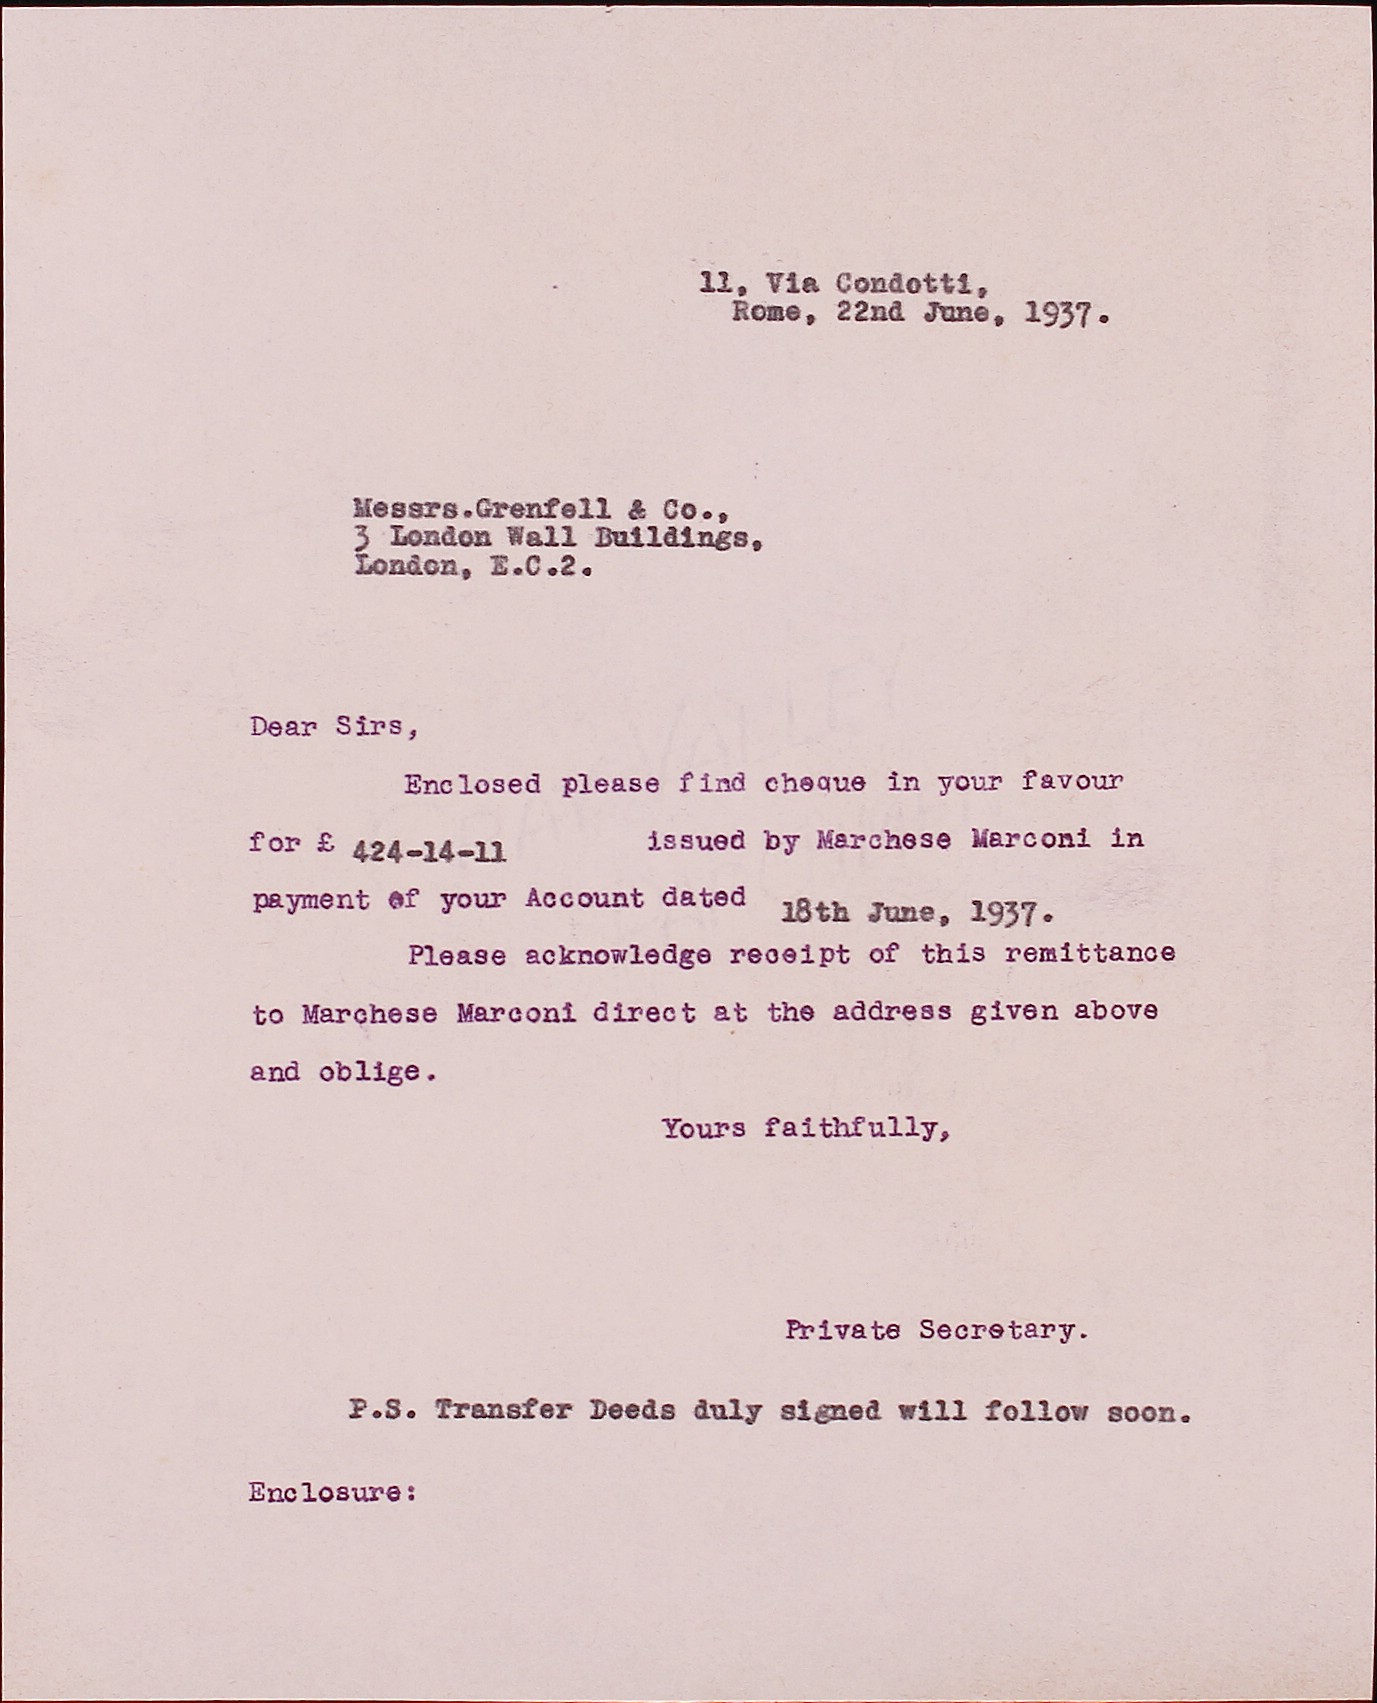 11, Via Condotti,
Rome, 22nd June, 1937.
Messrs.Grenfell & Co.,
3 London Wall Buildings,
London, E.C.2.
Dear Sirs,
Enclosed please find cheque in your favour
for £ 424-14-11 issued by Marchese Marconi in
payment of your Account dated 18th June, 1937.
Please acknowledge receipt of this remittance
to Marchese Marconi direct at the address given above
and oblige.
Yours faithfully,
Private Secretary.
P.S. Transfer Deeds duly signed will follow soon.
Enclosure: